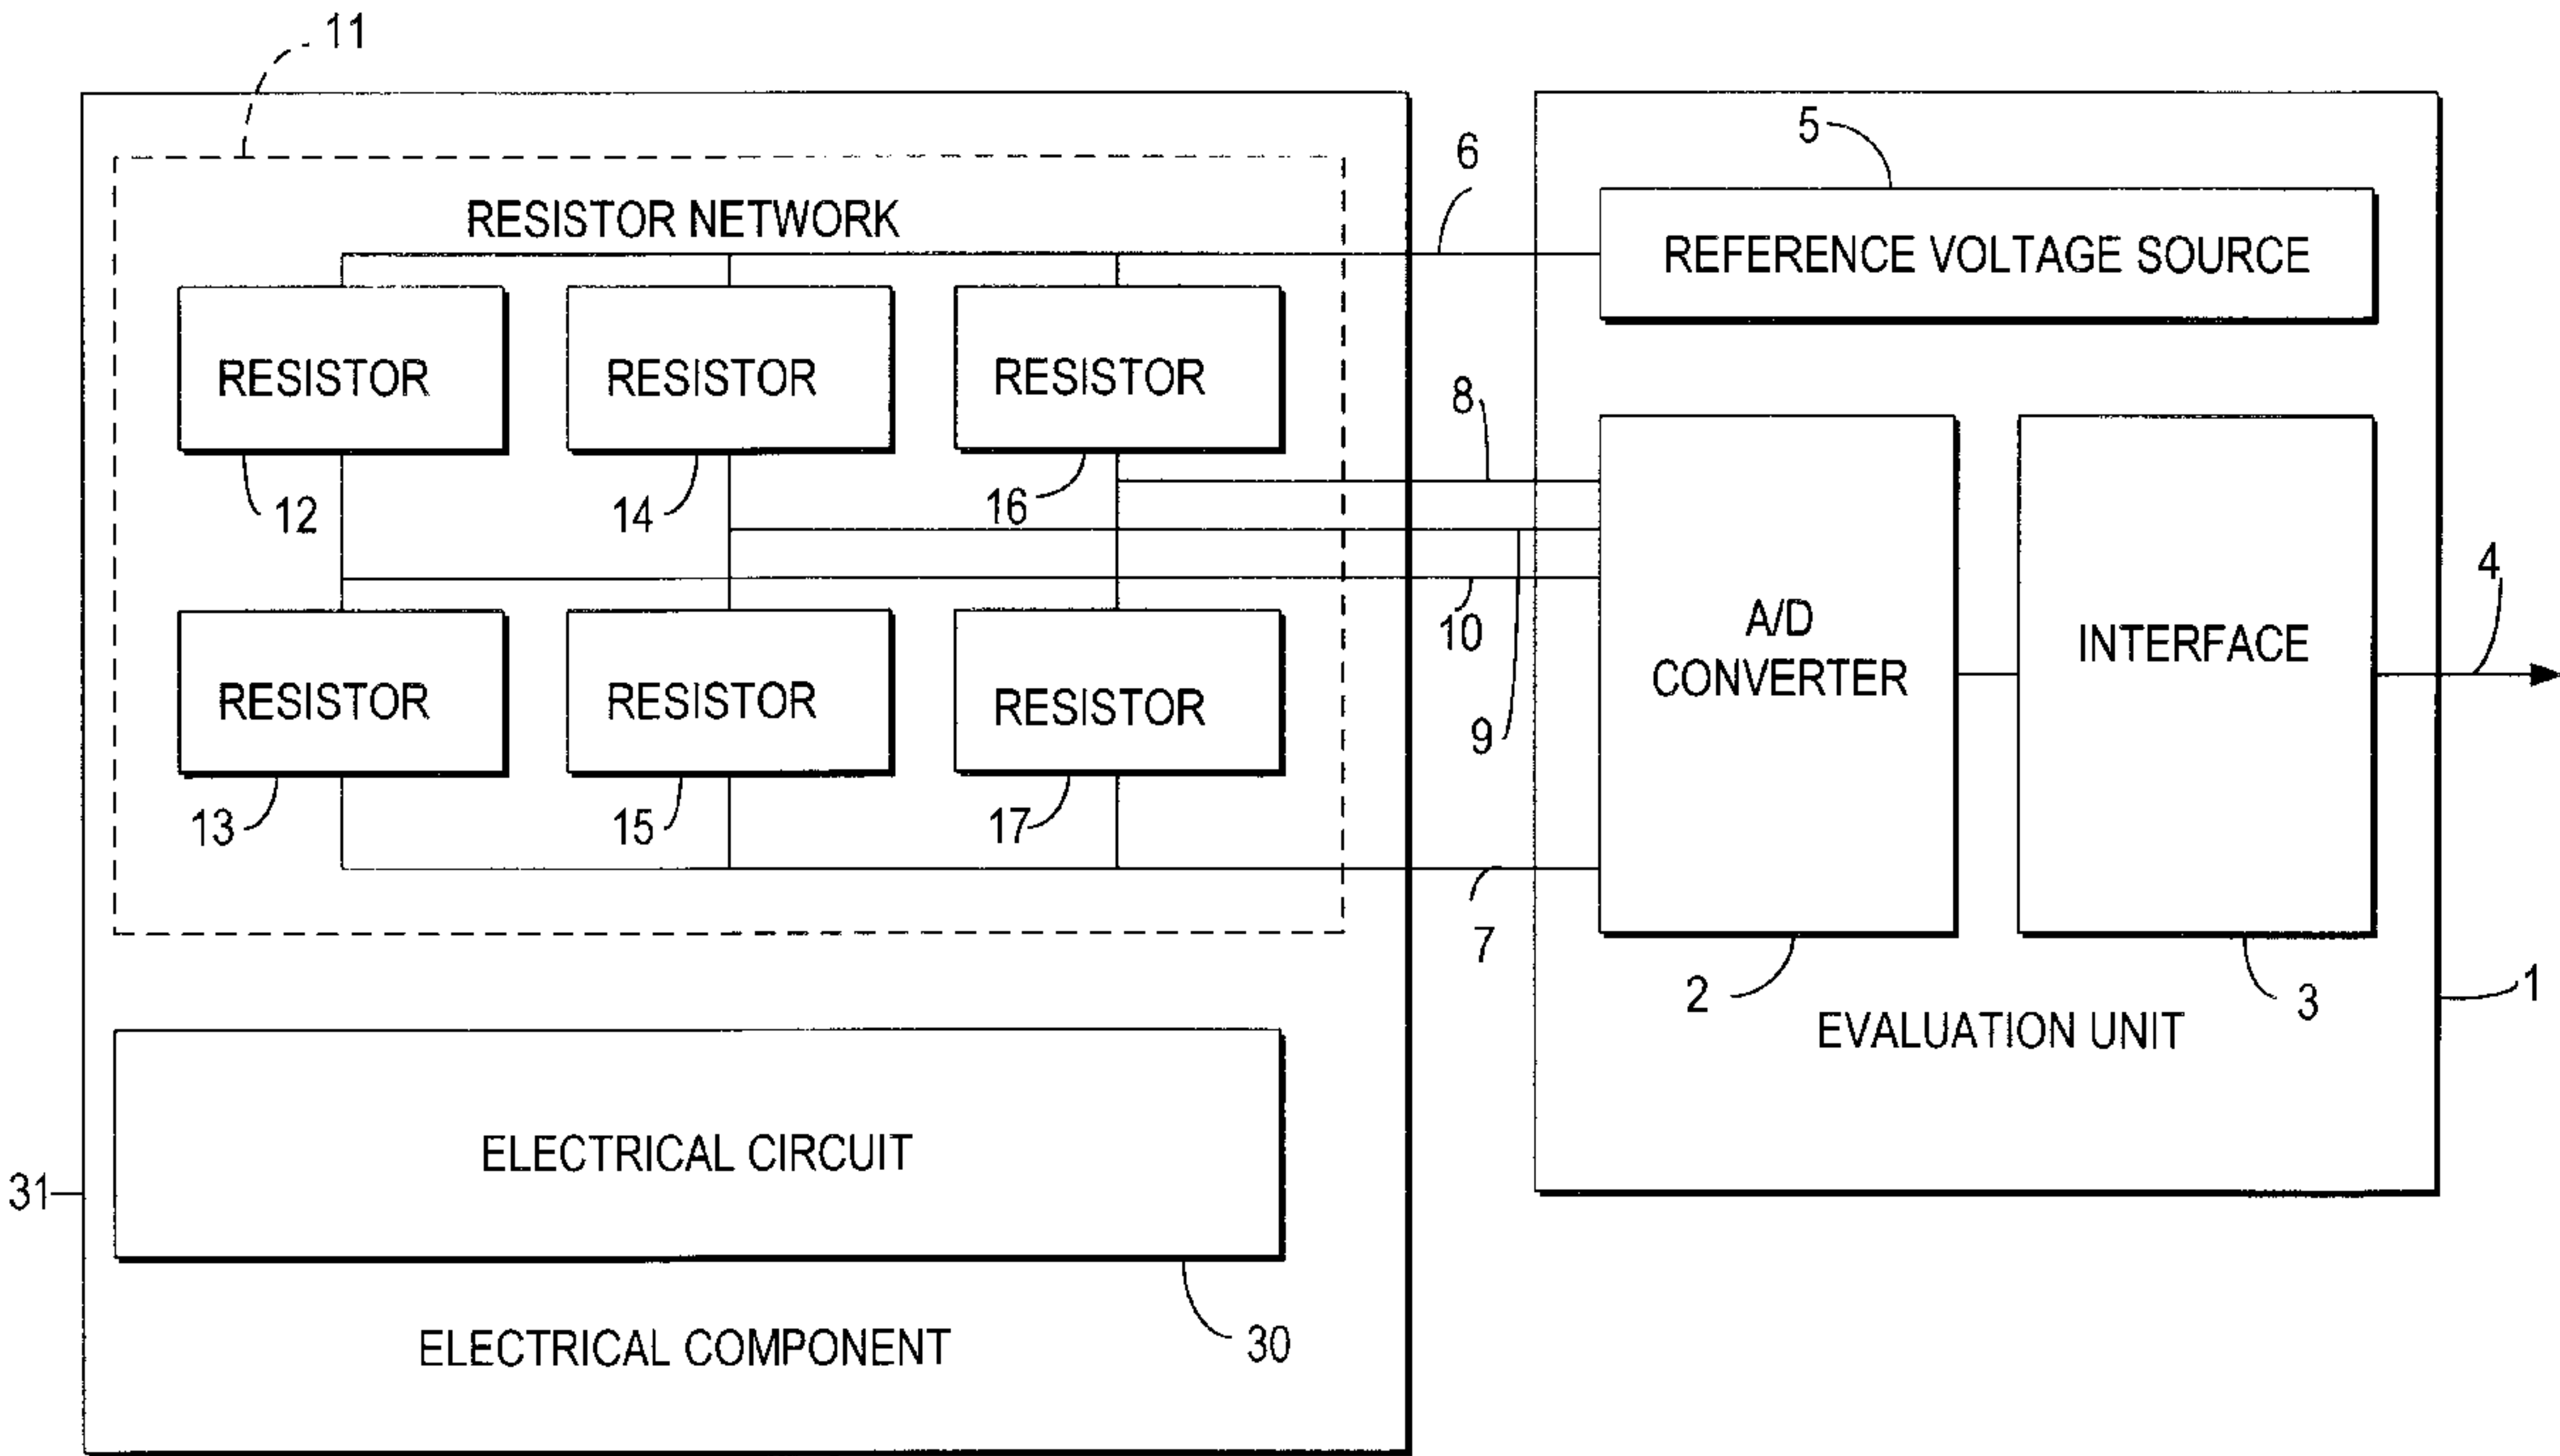 11
5
6
RESISTOR NETWORK
REFERENCE VOLTAGE SOURCE
RESISTOR
RESISTOR
RESISTOR
8
12
14
16
4
A/D
CONVERTER
INTERFACE
10
9
RESISTOR
RESISTOR
RESISTOR
13
15
17
7
2
3
1
EVALUATION UNIT
ELECTRICAL CIRCUIT
31
30
ELECTRICAL COMPONENT